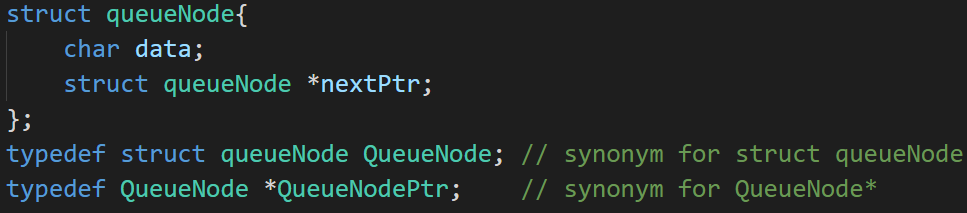 struct queueNode{
    char data;
    struct queueNode *nextPtr;
};
typedef struct queueNode QueueNode; // synonym for struct queueNode
typedef QueueNode *QueueNodePtr;    // synonym for QueueNode*